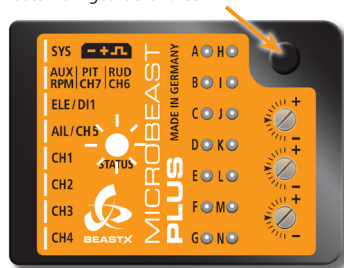 SYS
AUX PIT RUD
RPM CH7 CH6
ELE/DI1
AIL/CH5
CH1
STATUS
CH2
CH3
CH4
BEASTX
MICROBEAST
PLUS
MADE IN GERMANY
A H
B I
C J
D K
E L
F M
G N
+
-
+
-
+
-